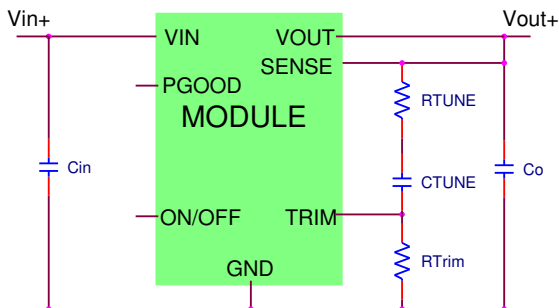 Vin+
Vout+
VIN
VOUT
SENSE
PGOOD
RTUNE
MODULE
Cin
CTUNE
Co
ON/OFF
TRIM
RTrim
GND